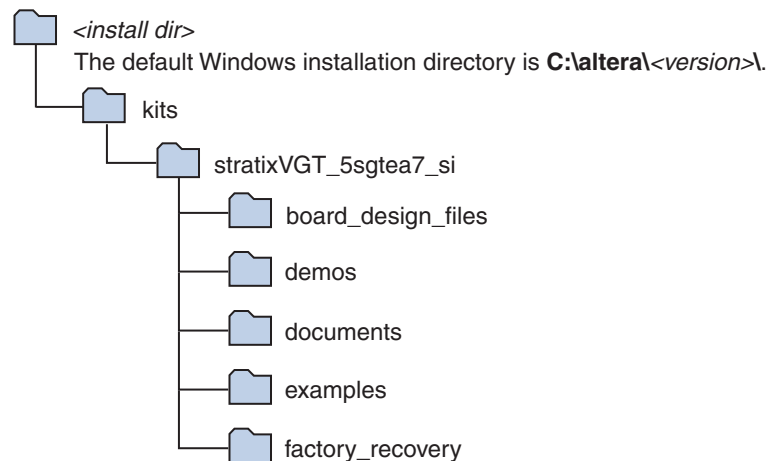 <install dir>
The default Windows installation directory is C:\altera\<version>\.
kits
stratixVGT_5sgtea7_si
board_design_files
demos
documents
examples
factory_recovery